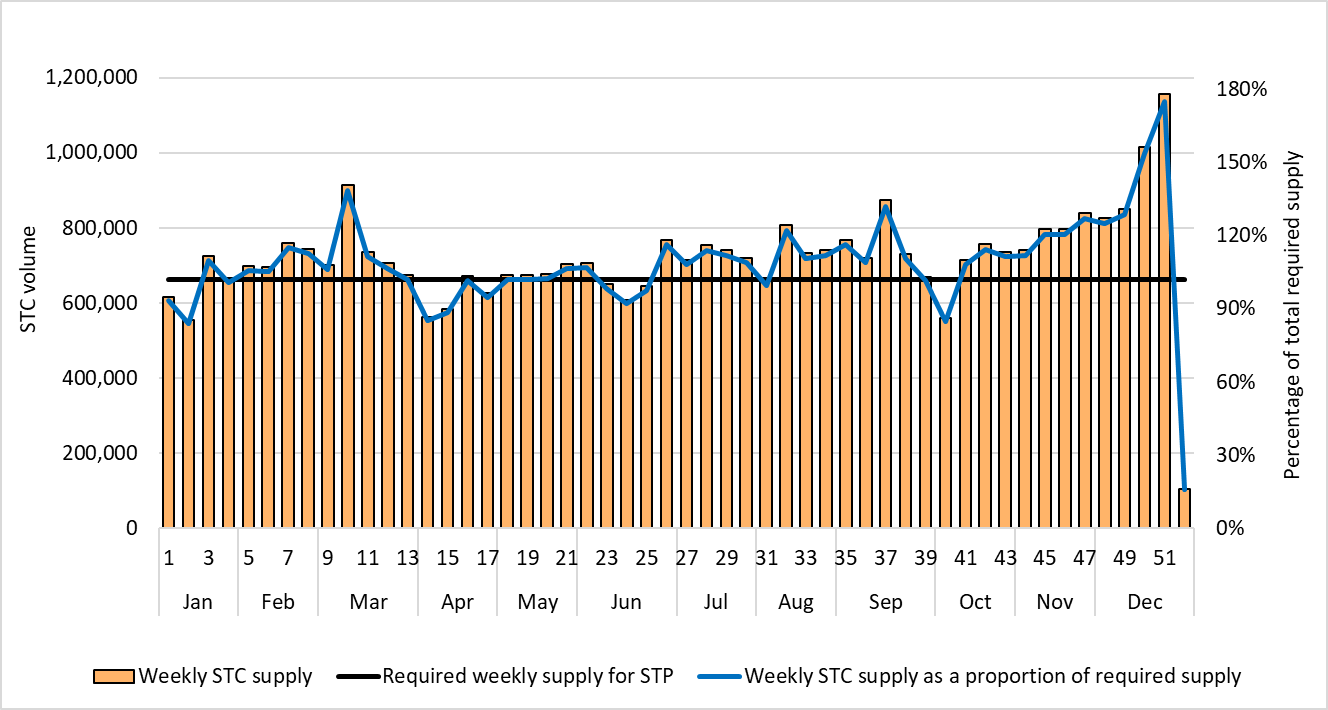 STC volume
1,200,000
1,000,000
800,000
600,000
400,000
200,000
0
180%
150%
120%
90%
60%
30%
0%
Percentage of total required supply
1 3 5 7 9 11 13 15 17 19 21 23 25 27 29 31 33 35 37 39 41 43 45 47 49 51
Jan Feb Mar Apr May Jun Jul Aug Sep Oct Nov Dec
Weekly STC supply Required weekly supply for STP Weekly STC supply as a proportion of required supply